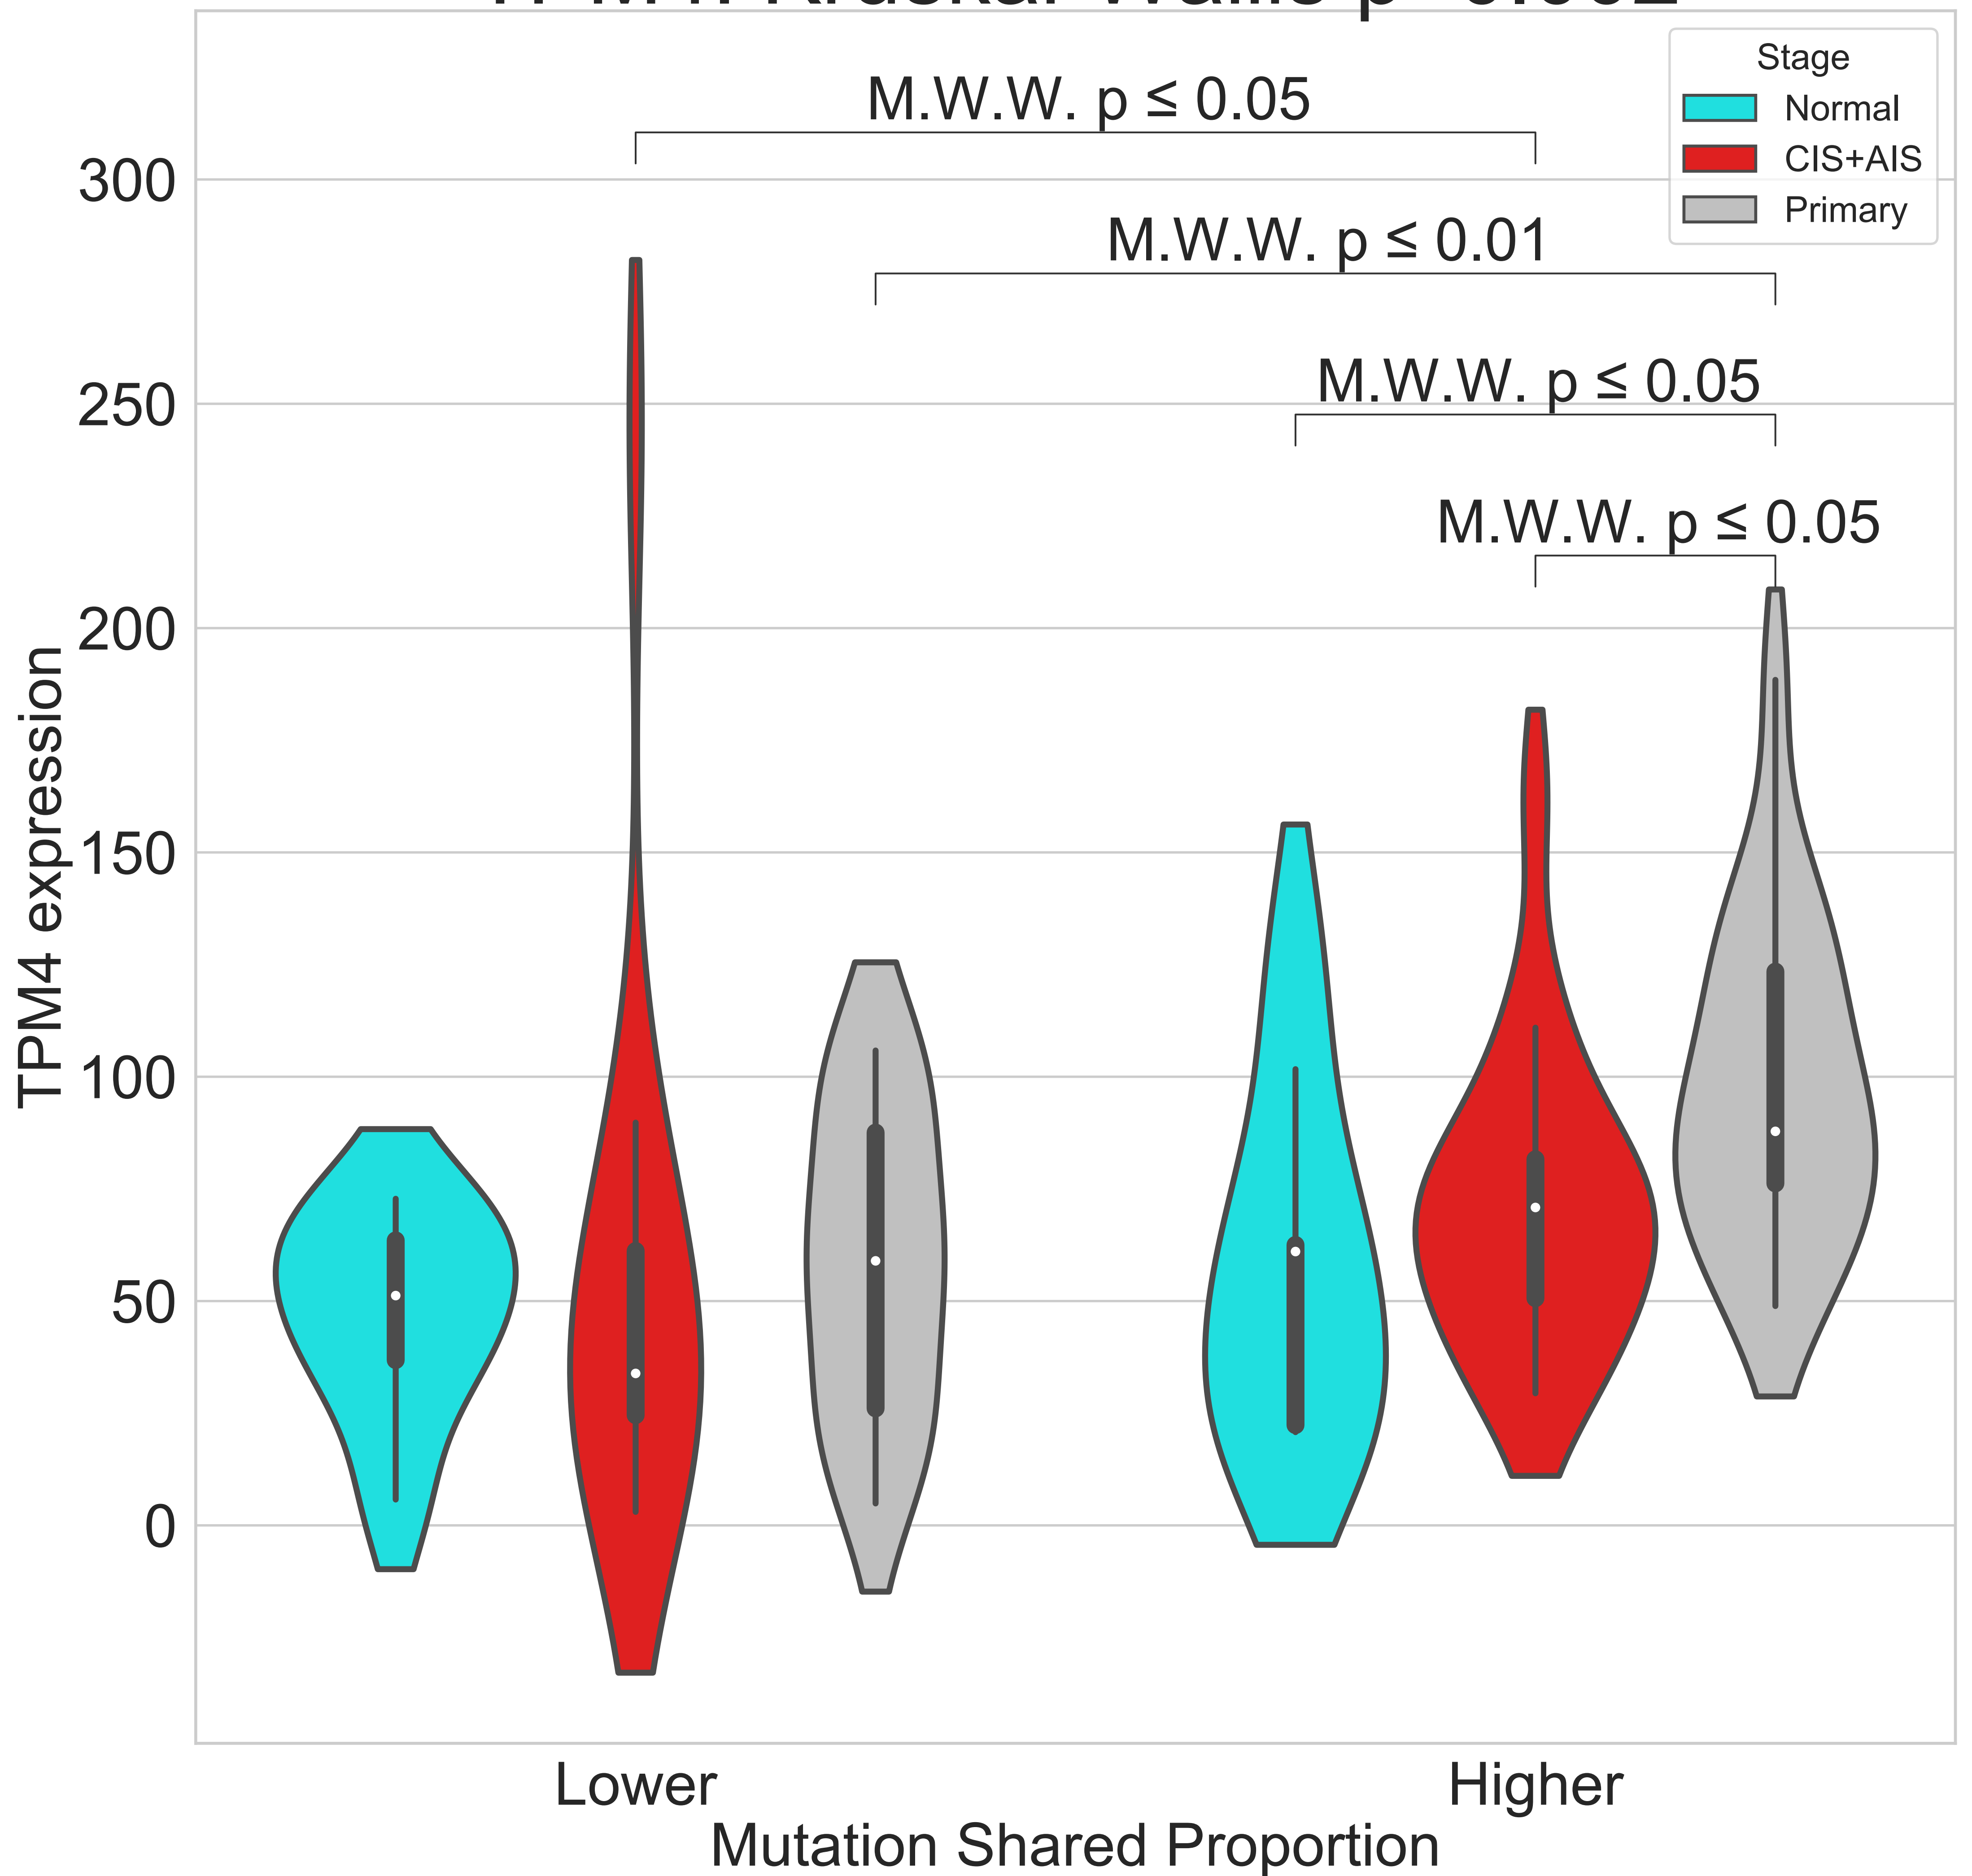 Stage
Normal
CIS+AIS
Primary
M.W.W. p ≤ 0.05
M.W.W. p ≤ 0.01
M.W.W. p ≤ 0.05
M.W.W. p ≤ 0.05
300
250
200
150
100
50
0
TPM4 expression
Lower
Higher
Mutation Shared Proportion